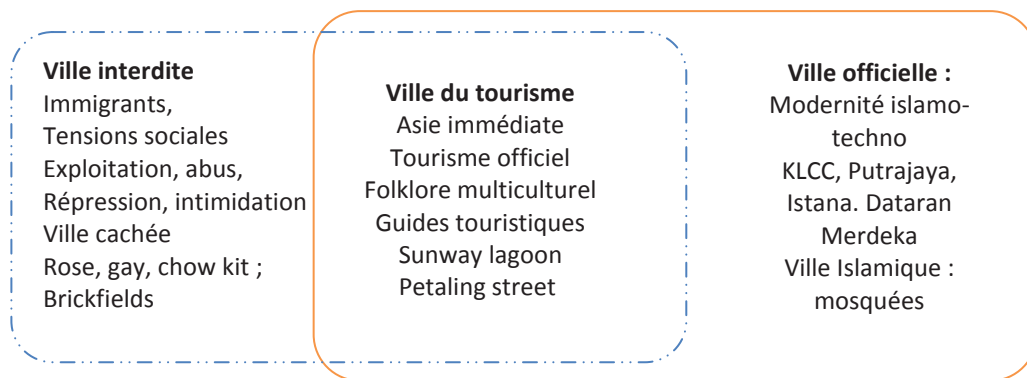 Ville interdite
Immigrants,
Tensions sociales
Exploitation, abus,
Répression, intimidation
Ville cachée
Rose, gay, chow kit ;
Brickfields
Ville du tourisme
Asie immédiate
Tourisme officiel
Folklore multiculturel
Guides touristiques
Sunway lagoon
Petaling street
Ville officielle :
Modernité islamo-
techno
KLCC, Putrajaya,
Istana. Dataran
Merdeka
Ville Islamique :
mosquées